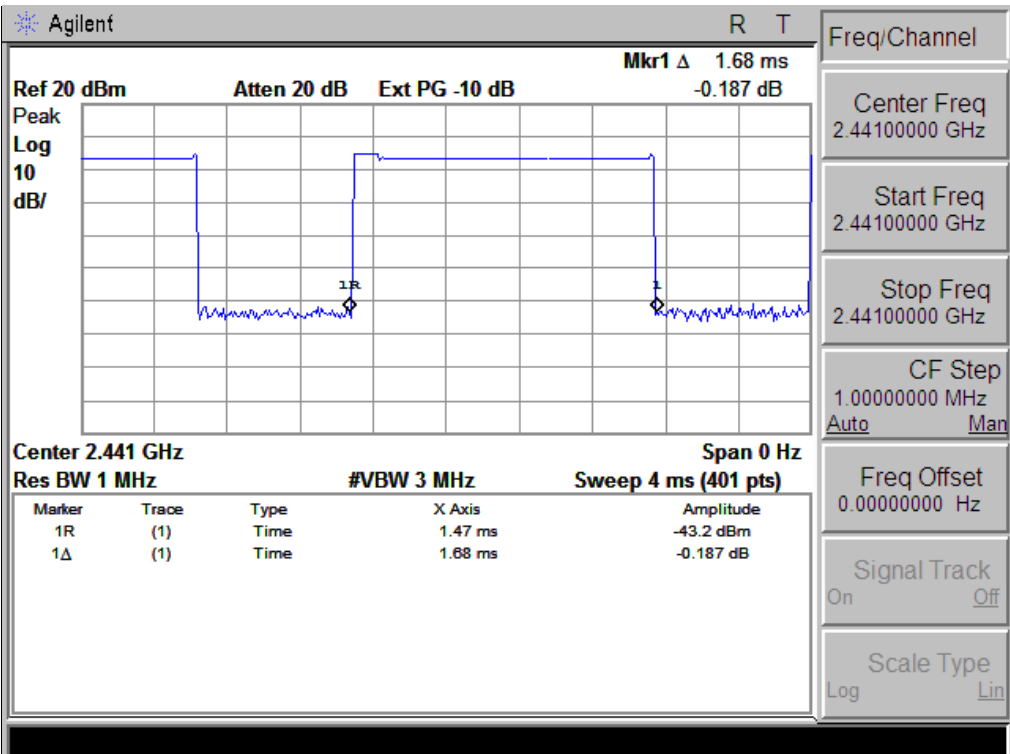 Agilent R T
Mkr1 Δ 1.68 ms
Ref 20 dBm Atten 20 dB Ext PG -10 dB -0.187 dB
Peak
Log
10
dB/
1R 1
Center 2.441 GHz Span 0 Hz
Res BW 1 MHz #VBW 3 MHz Sweep 4 ms (401 pts)
Marker Trace Type X Axis Amplitude
1R (1) Time 1.47 ms -43.2 dBm
1Δ (1) Time 1.68 ms -0.187 dB
Freq/Channel
Center Freq
2.44100000 GHz
Start Freq
2.44100000 GHz
Stop Freq
2.44100000 GHz
CF Step
1.00000000 MHz
Auto Man
Freq Offset
0.00000000 Hz
Signal Track
On Off
Scale Type
Log Lin